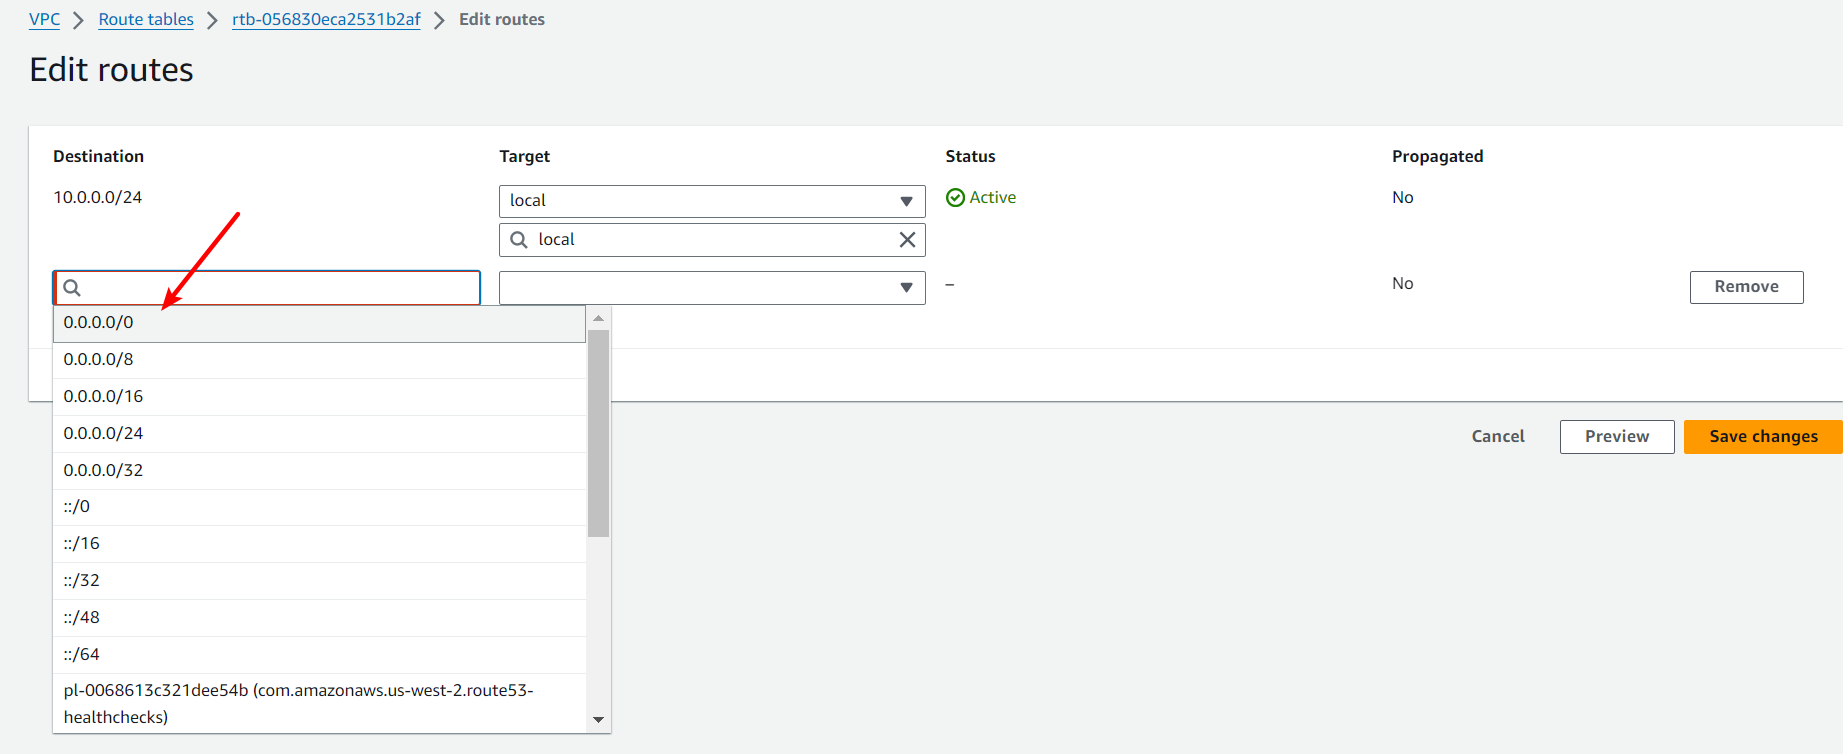 VPC > Route tables > rtb-056830eca2531b2af > Edit routes
Edit routes
Destination Target Status Propagated
10.0.0.0/24 local Active No
local
– No Remove
0.0.0.0/0
0.0.0.0/8
0.0.0.0/16
0.0.0.0/24
0.0.0.0/32
::/0
::/16
::/32
::/48
::/64
pl-0068613c321dee54b (com.amazonaws.us-west-2.route53-
healthchecks)
Cancel Preview Save changes